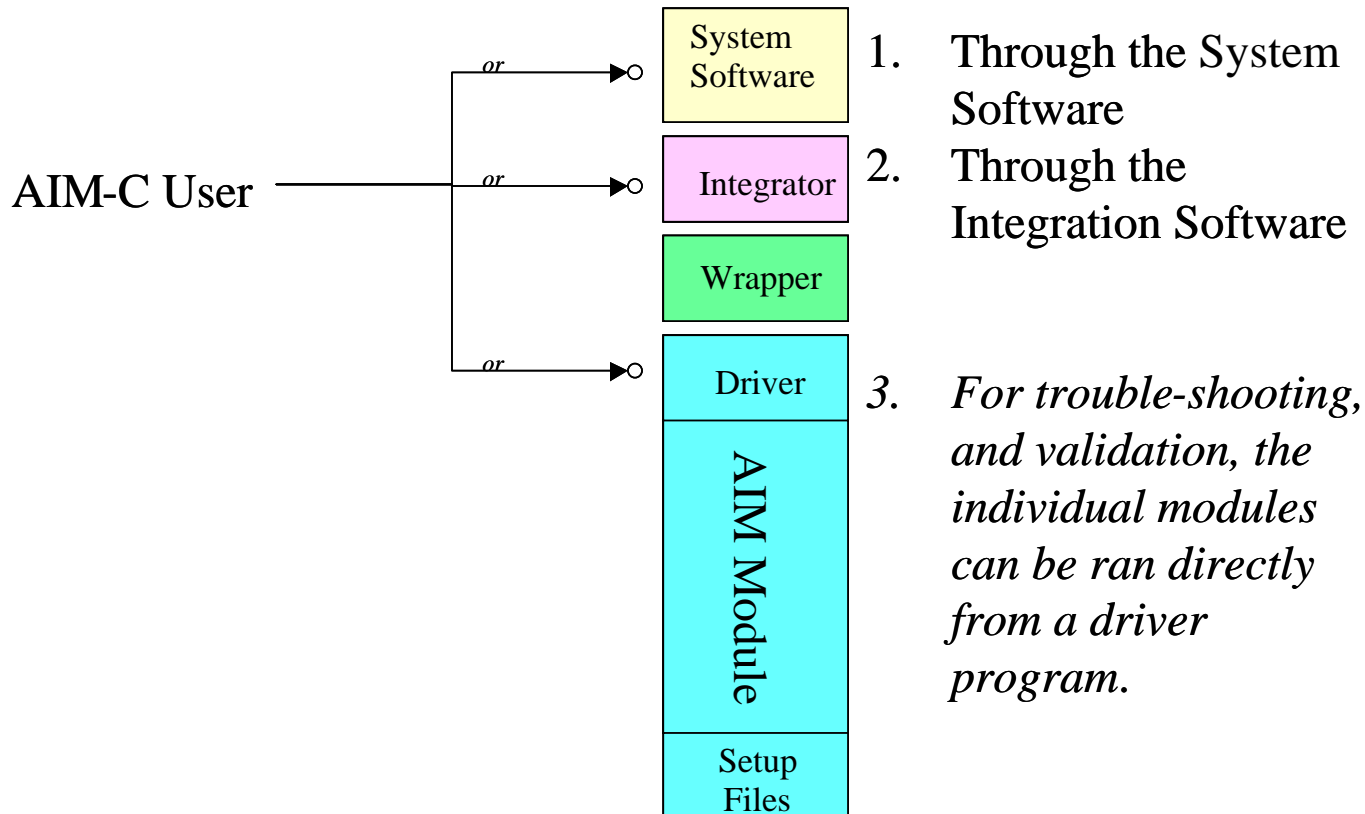 System
Software
1. Through the System
Software
or
Integrator
2. Through the
Integration Software
AIM-C User
or
Wrapper
or
Driver
3. For trouble-shooting,
and validation, the
individual modules
can be ran directly
from a driver
program.
AIM Module
Setup
Files